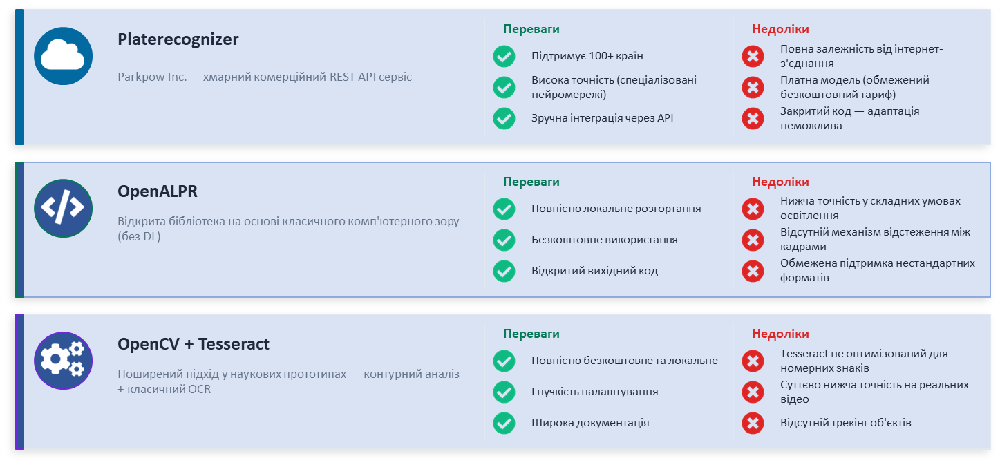 Platerecognizer
Parkpow Inc. — хмарний комерційний REST API сервіс
Переваги
Підтримує 100+ країн
Висока точність (спеціалізовані
нейромережі)
Зручна інтеграція через API
Недоліки
Повна залежність від інтернет-
з'єднання
Платна модель (обмежений
безкоштовний тариф)
Закритий код — адаптація
неможлива
OpenALPR
Відкрита бібліотека на основі класичного комп'ютерного зору
(без DL)
Переваги
Повністю локальне розгортання
Безкоштовне використання
Відкритий вихідний код
Недоліки
Нижча точність у складних умовах
освітлення
Відсутній механізм відстеження між
кадрами
Обмежена підтримка нестандартних
форматів
OpenCV + Tesseract
Поширений підхід у наукових прототипах — контурний аналіз
+ класичний OCR
Переваги
Повністю безкоштовне та локальне
Гнучкість налаштування
Широка документація
Недоліки
Tesseract не оптимізований для
номерних знаків
Суттєво нижча точність на реальних
відео
Відсутній трекінг об'єктів